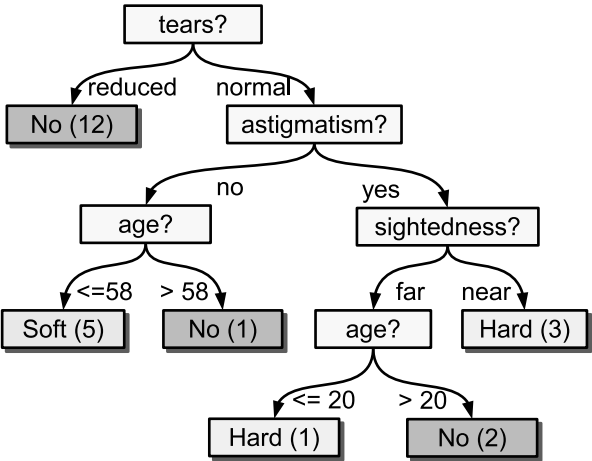 tears?
reduced normal
No (12) astigmatism?
no yes
age? sightedness?
<=58 > 58 far near
Soft (5) No (1) age? Hard (3)
<= 20 > 20
Hard (1) No (2)